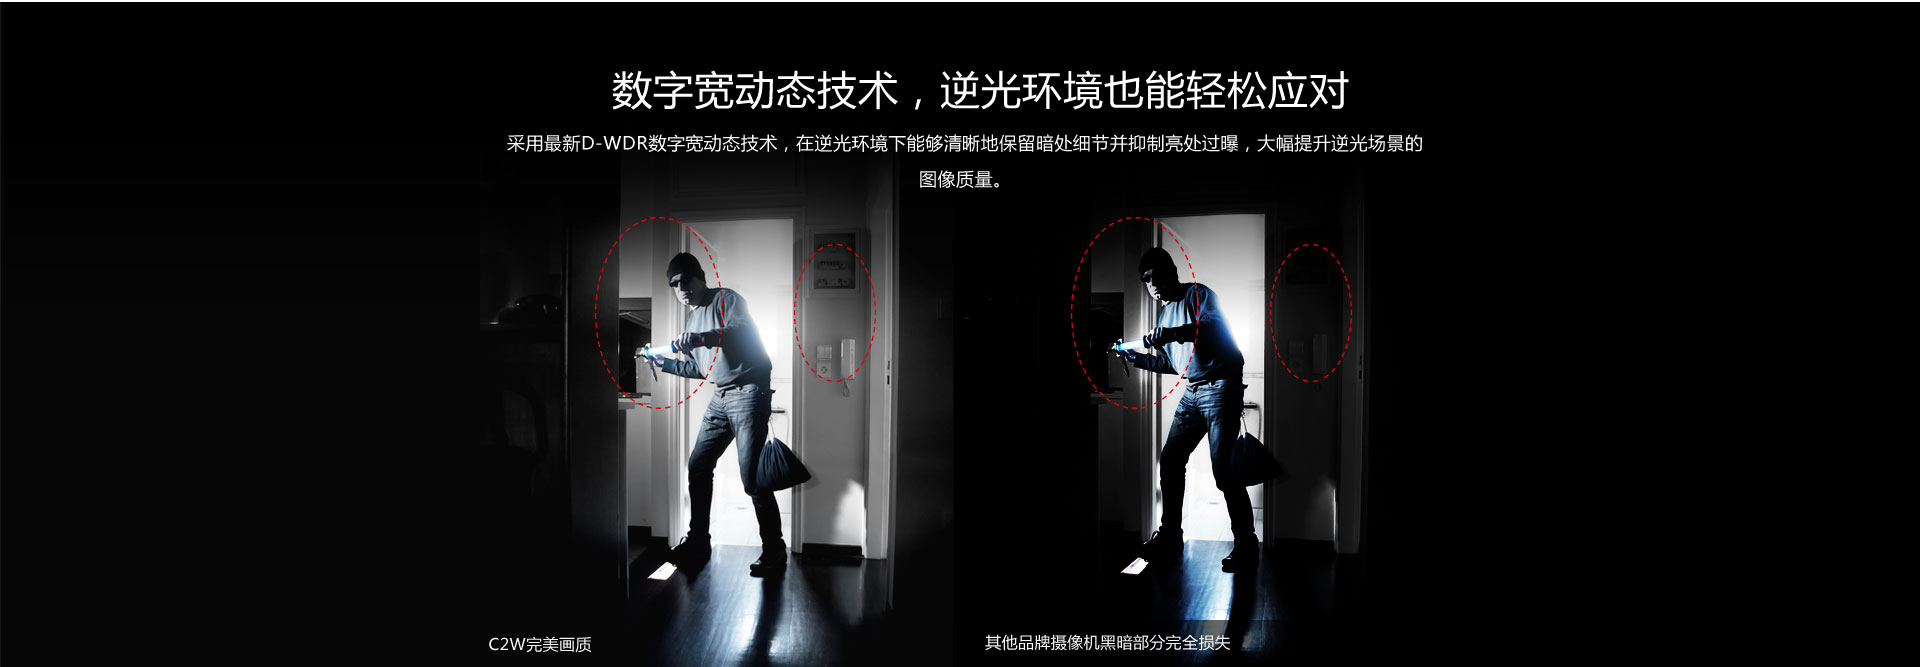 数字宽动态技术，逆光环境也能轻松应对
采用最新D-WDR数字宽动态技术，在逆光环境下能够清晰地保留暗处细节并抑制亮处过曝，大幅提升逆光场景的
图像质量。
C2W完美画质
其他品牌摄像机黑暗部分完全损失